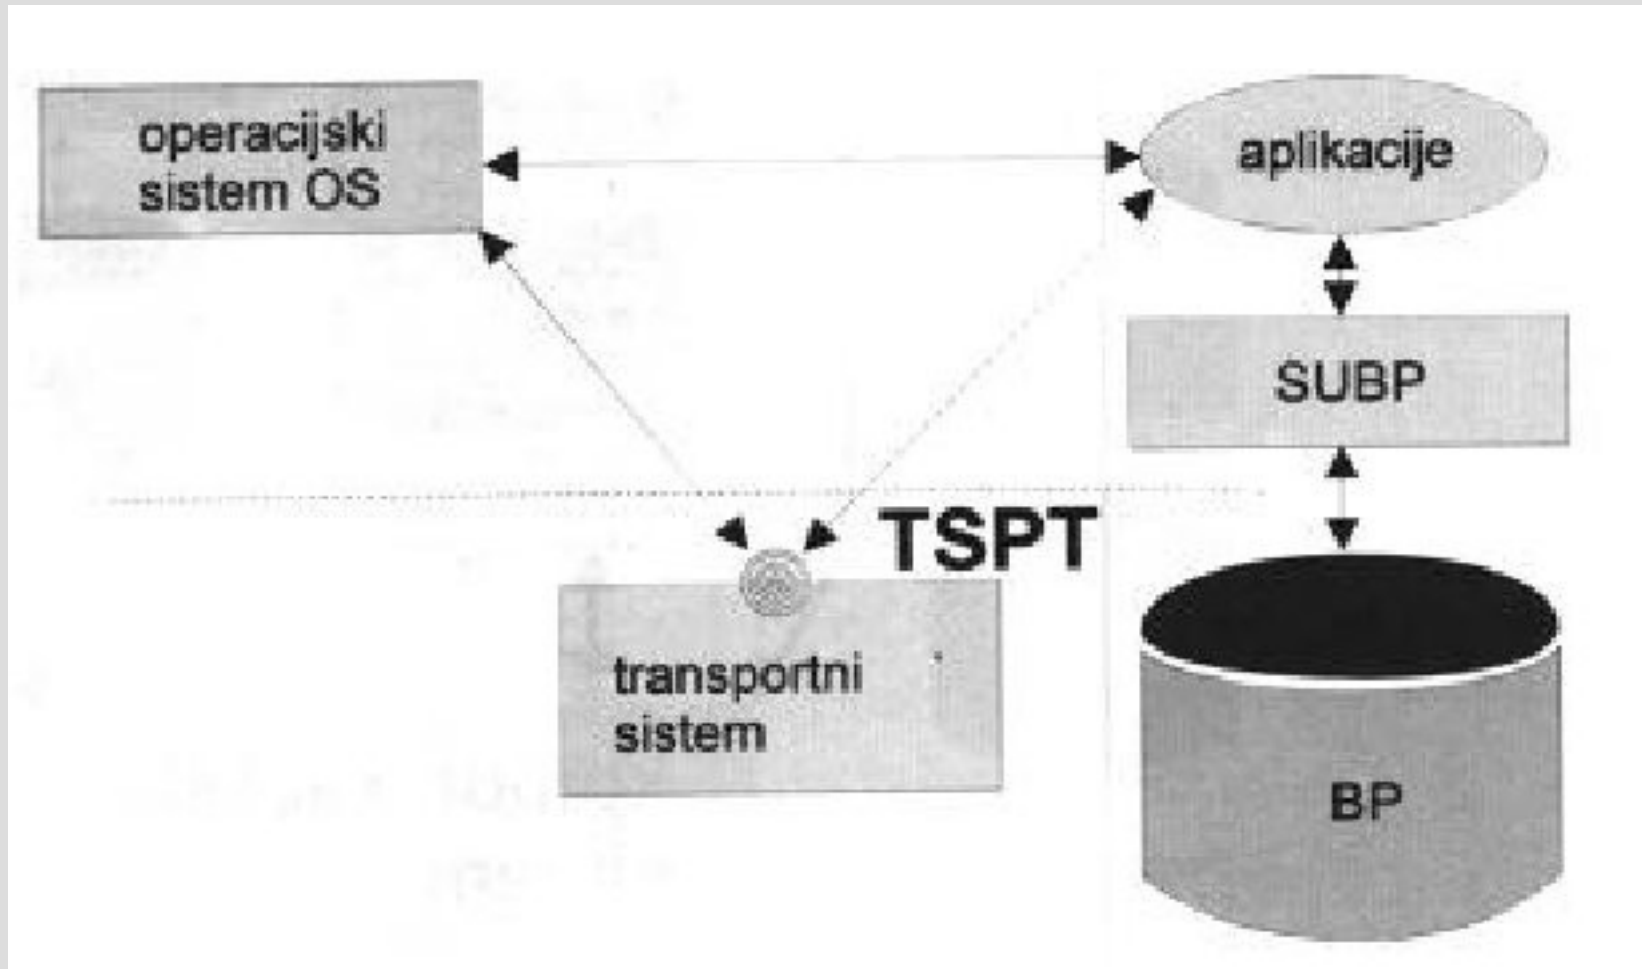 operacijski
sistem OS
aplikacije
SUBP
TSPT
transportni
sistem
BP